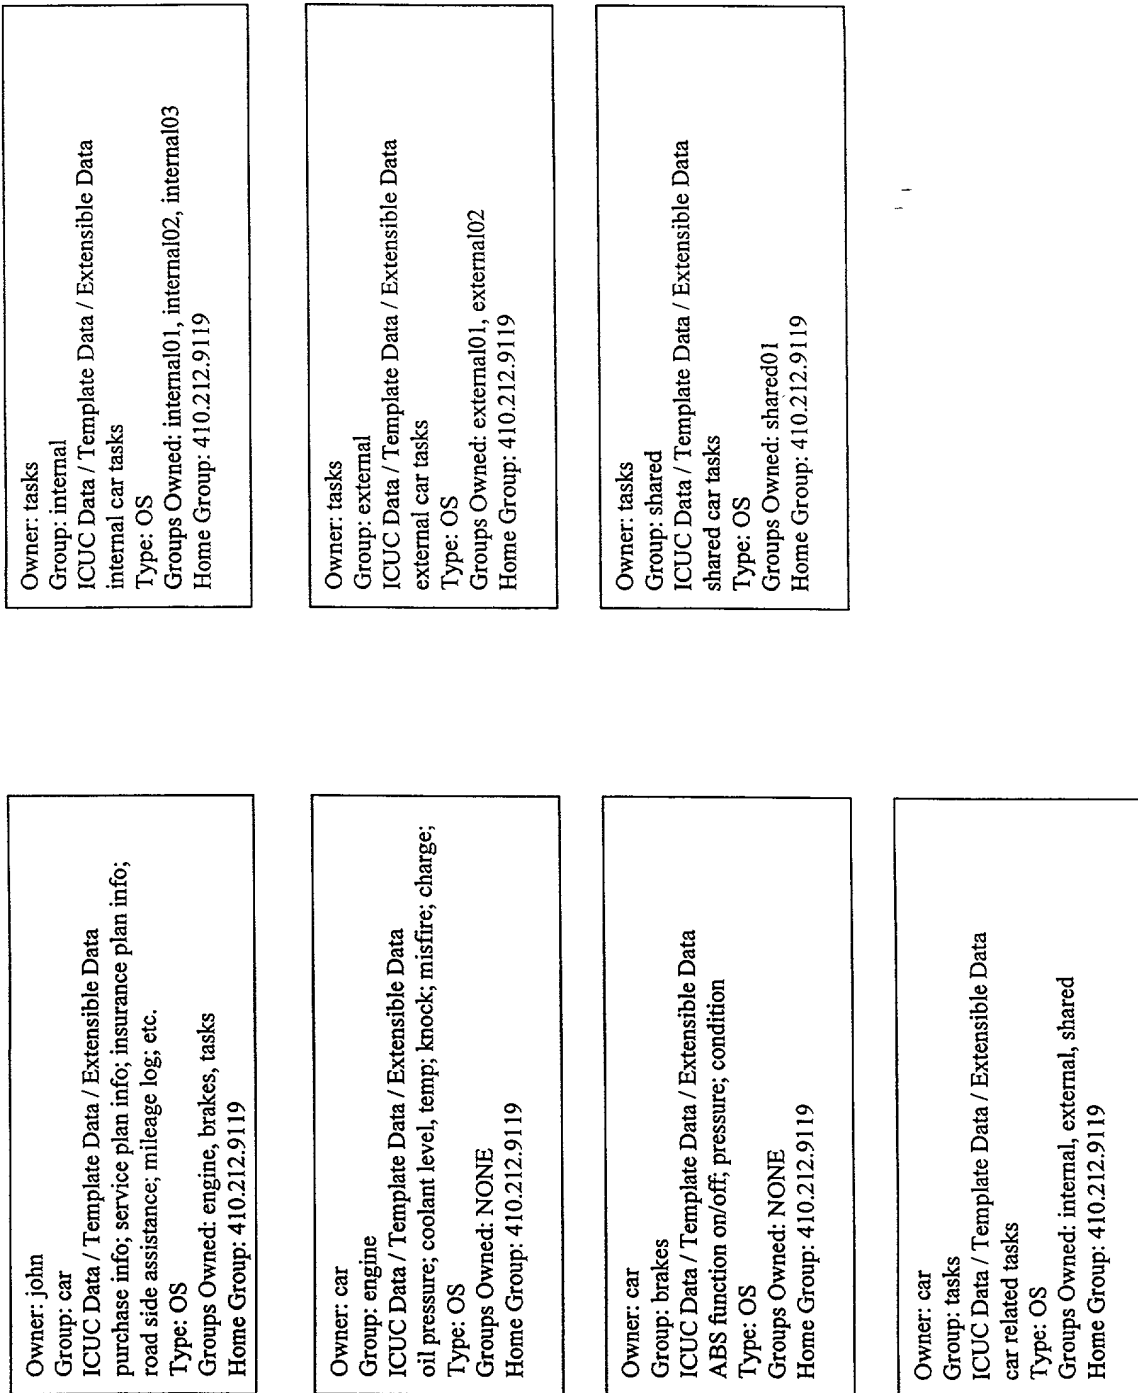 Owner: john
Group: car
ICUC Data / Template Data / Extensible Data
purchase info; service plan info; insurance plan info;
road side assistance; mileage log; etc.
Type: OS
Groups Owned: engine, brakes, tasks
Home Group: 410.212.9119
Owner: car
Group: engine
ICUC Data / Template Data / Extensible Data
oil pressure; coolant level, temp; knock; misfire; charge;
Type: OS
Groups Owned: NONE
Home Group: 410.212.9119
Owner: car
Group: brakes
ICUC Data / Template Data / Extensible Data
ABS function on/off; pressure; condition
Type: OS
Groups Owned: NONE
Home Group: 410.212.9119
Owner: car
Group: tasks
ICUC Data / Template Data / Extensible Data
car related tasks
Type: OS
Groups Owned: internal, external, shared
Home Group: 410.212.9119
Owner: tasks
Group: internal
ICUC Data / Template Data / Extensible Data
internal car tasks
Type: OS
Groups Owned: internal01, internal02, internal03
Home Group: 410.212.9119
Owner: tasks
Group: external
ICUC Data / Template Data / Extensible Data
external car tasks
Type: OS
Groups Owned: external01, external02
Home Group: 410.212.9119
Owner: tasks
Group: shared
ICUC Data / Template Data / Extensible Data
shared car tasks
Type: OS
Groups Owned: shared01
Home Group: 410.212.9119